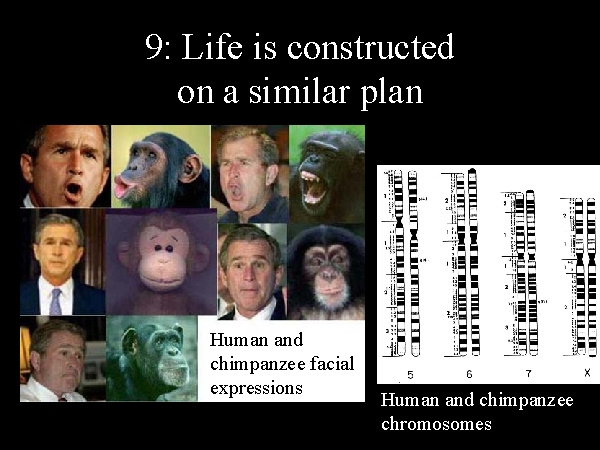 9: Life is constructed
on a similar plan
Human and
chimpanzee facial
expressions
5 6 7 X
Human and chimpanzee
chromosomes